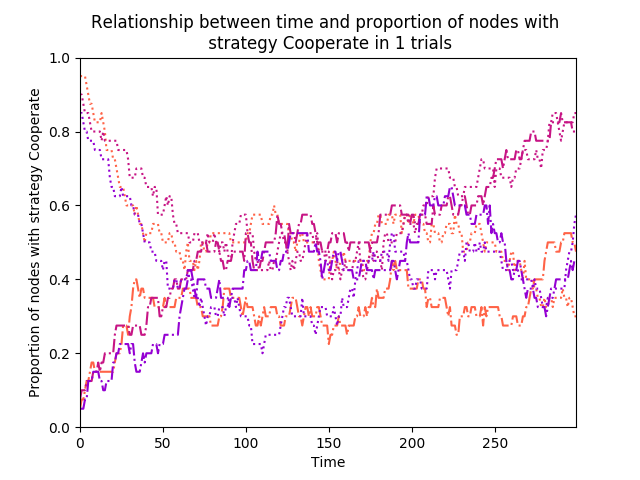 Relationship between time and proportion of nodes with
strategy Cooperate in 1 trials
Proportion of nodes with strategy Cooperate
1.0
0.8
0.6
0.4
0.2
0.0
0 50 100 150 200 250
Time